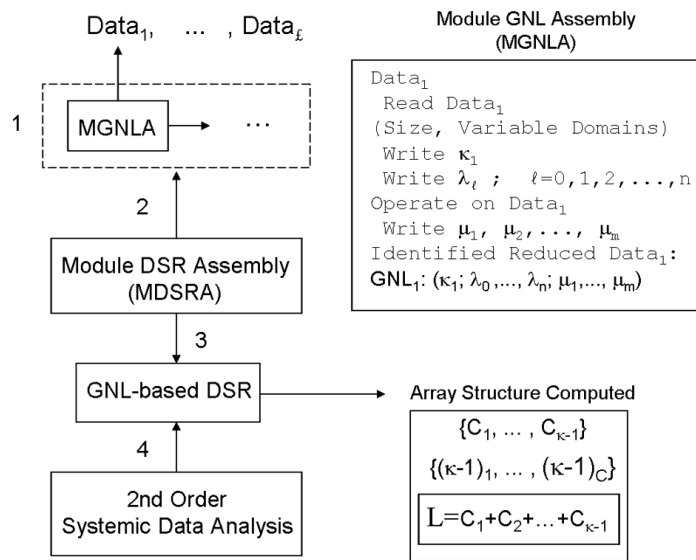 Data₁, ... , Data£
1
MGNLA
...
2
Module DSR Assembly
(MDSRA)
3
GNL-based DSR
4
2nd Order
Systemic Data Analysis
Module GNL Assembly
(MGNLA)
Data₁
Read Data₁
(Size, Variable Domains)
Write κ₁
Write λℓ ; ℓ=0,1,2,...,n
Operate on Data₁
Write μ₁, μ₂,..., μₘ
Identified Reduced Data₁:
GNL₁: (κ₁; λ₀,..., λₙ; μ₁,..., μₘ)
Array Structure Computed
{C₁, ... , Cκ₋₁}
{(κ-1)₁, ... , (κ-1)C}
L=C₁+C₂+...+Cκ₋₁